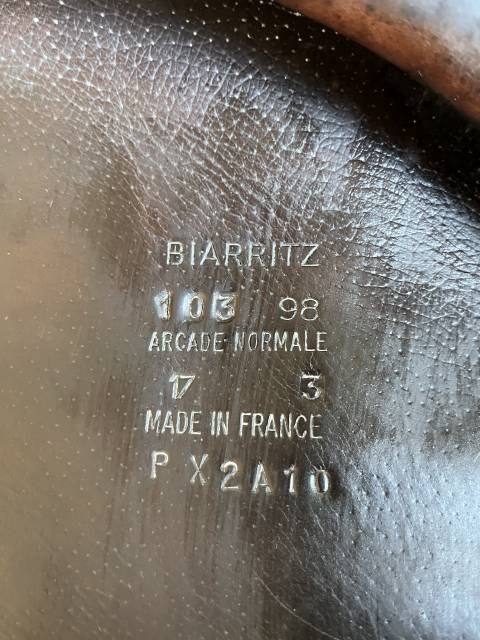 BIARRITZ
103 98
ARCADE NORMALE
17 3
MADE IN FRANCE
P X2A10